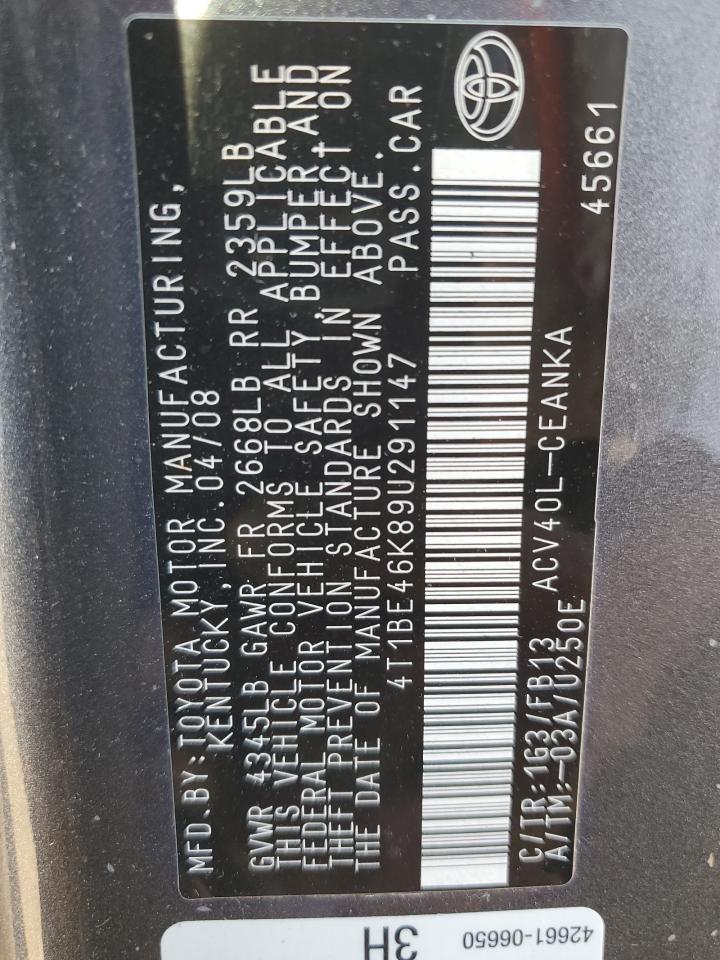 MFD.BY:TOYOTA MOTOR MANUFACTURING,
KENTUCKY, INC.04/08
GVWR 4345LB GAWR FR 2668LB RR 2359LB
THIS VEHICLE CONFORMS TO ALL APPLICABLE
FEDERAL MOTOR VEHICLE SAFETY, BUMPER, AND
THEFT PREVENTION STANDARDS IN EFFECT ON
THE DATE OF MANUFACTURE SHOWN ABOVE.
4T1BE46K89U291147 PASS.CAR
C/TR:1G3/FB13 ACV40L-CEANKA
A/TM:-03A/U250E 45661
42661-06650
3H